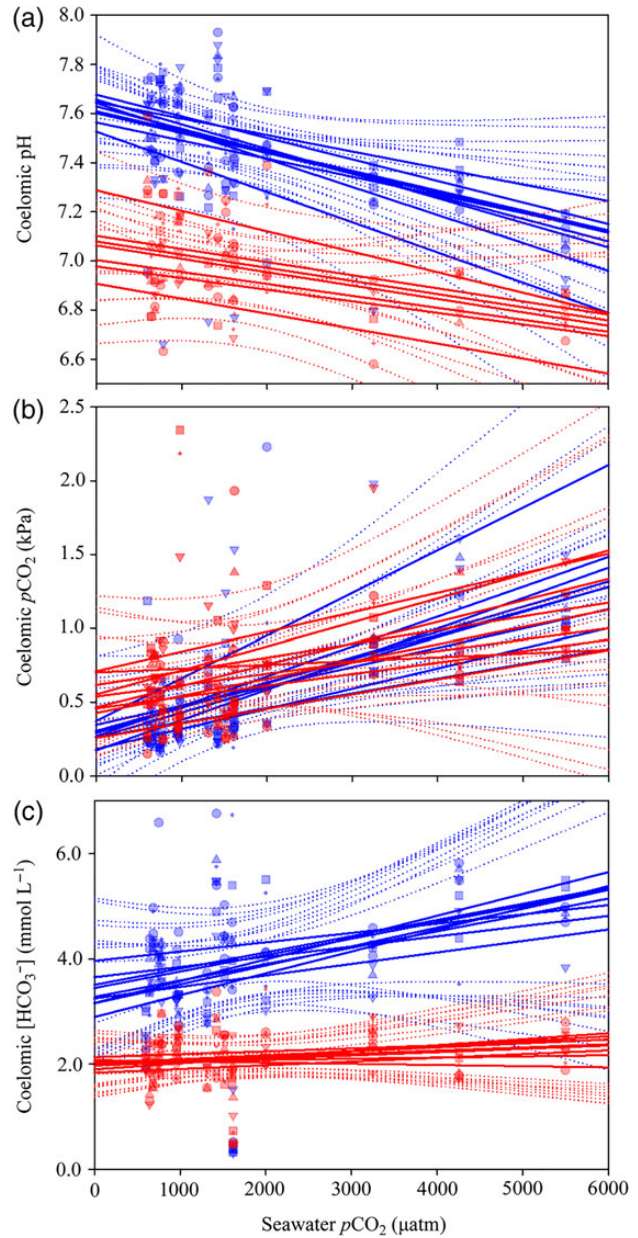 (a)
8.0
7.8
7.6
7.4
7.2
7.0
6.8
6.6
Coelomic pH
(b)
2.5
2.0
1.5
1.0
0.5
0.0
Coelomic pCO₂ (kPa)
(c)
6.0
4.0
2.0
0.0
Coelomic [HCO₃⁻] (mmol L⁻¹)
0 1000 2000 3000 4000 5000 6000
Seawater pCO₂ (µatm)